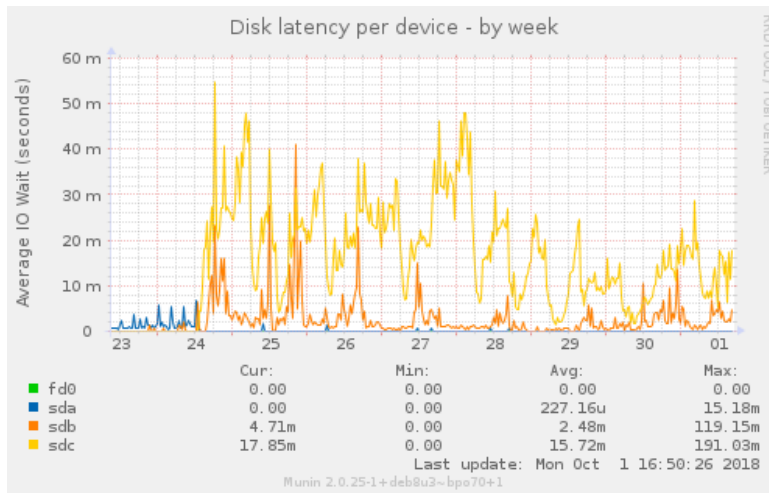 Disk latency per device - by week
RRDTOOL / TOBI OETIKER
Average IO Wait (seconds)
60 m
50 m
40 m
30 m
20 m
10 m
0
23 24 25 26 27 28 29 30 01
Cur: Min: Avg: Max:
fd0 0.00 0.00 0.00 0.00
sda 0.00 0.00 227.16u 15.18m
sdb 4.71m 0.00 2.48m 119.15m
sdc 17.85m 0.00 15.72m 191.03m
Last update: Mon Oct 1 16:50:26 2018
Munin 2.0.25-1+deb8u3~bpo70+1